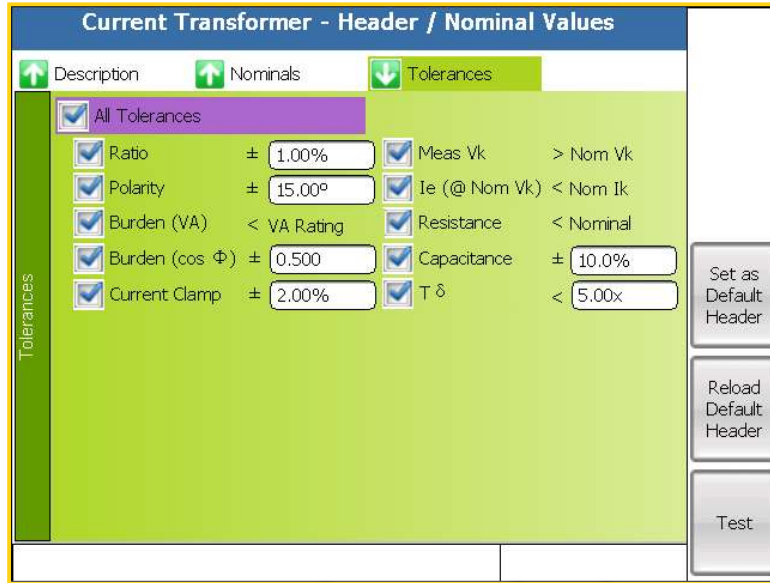 Current Transformer - Header / Nominal Values
Description Nominals Tolerances
Tolerances
All Tolerances
Ratio ± 1.00% Meas Vk > Nom Vk
Polarity ± 15.00º Ie (@ Nom Vk) < Nom Ik
Burden (VA) < VA Rating Resistance < Nominal
Burden (cos Φ) ± 0.500 Capacitance ± 10.0%
Current Clamp ± 2.00% T δ < 5.00x
Set as
Default
Header
Reload
Default
Header
Test